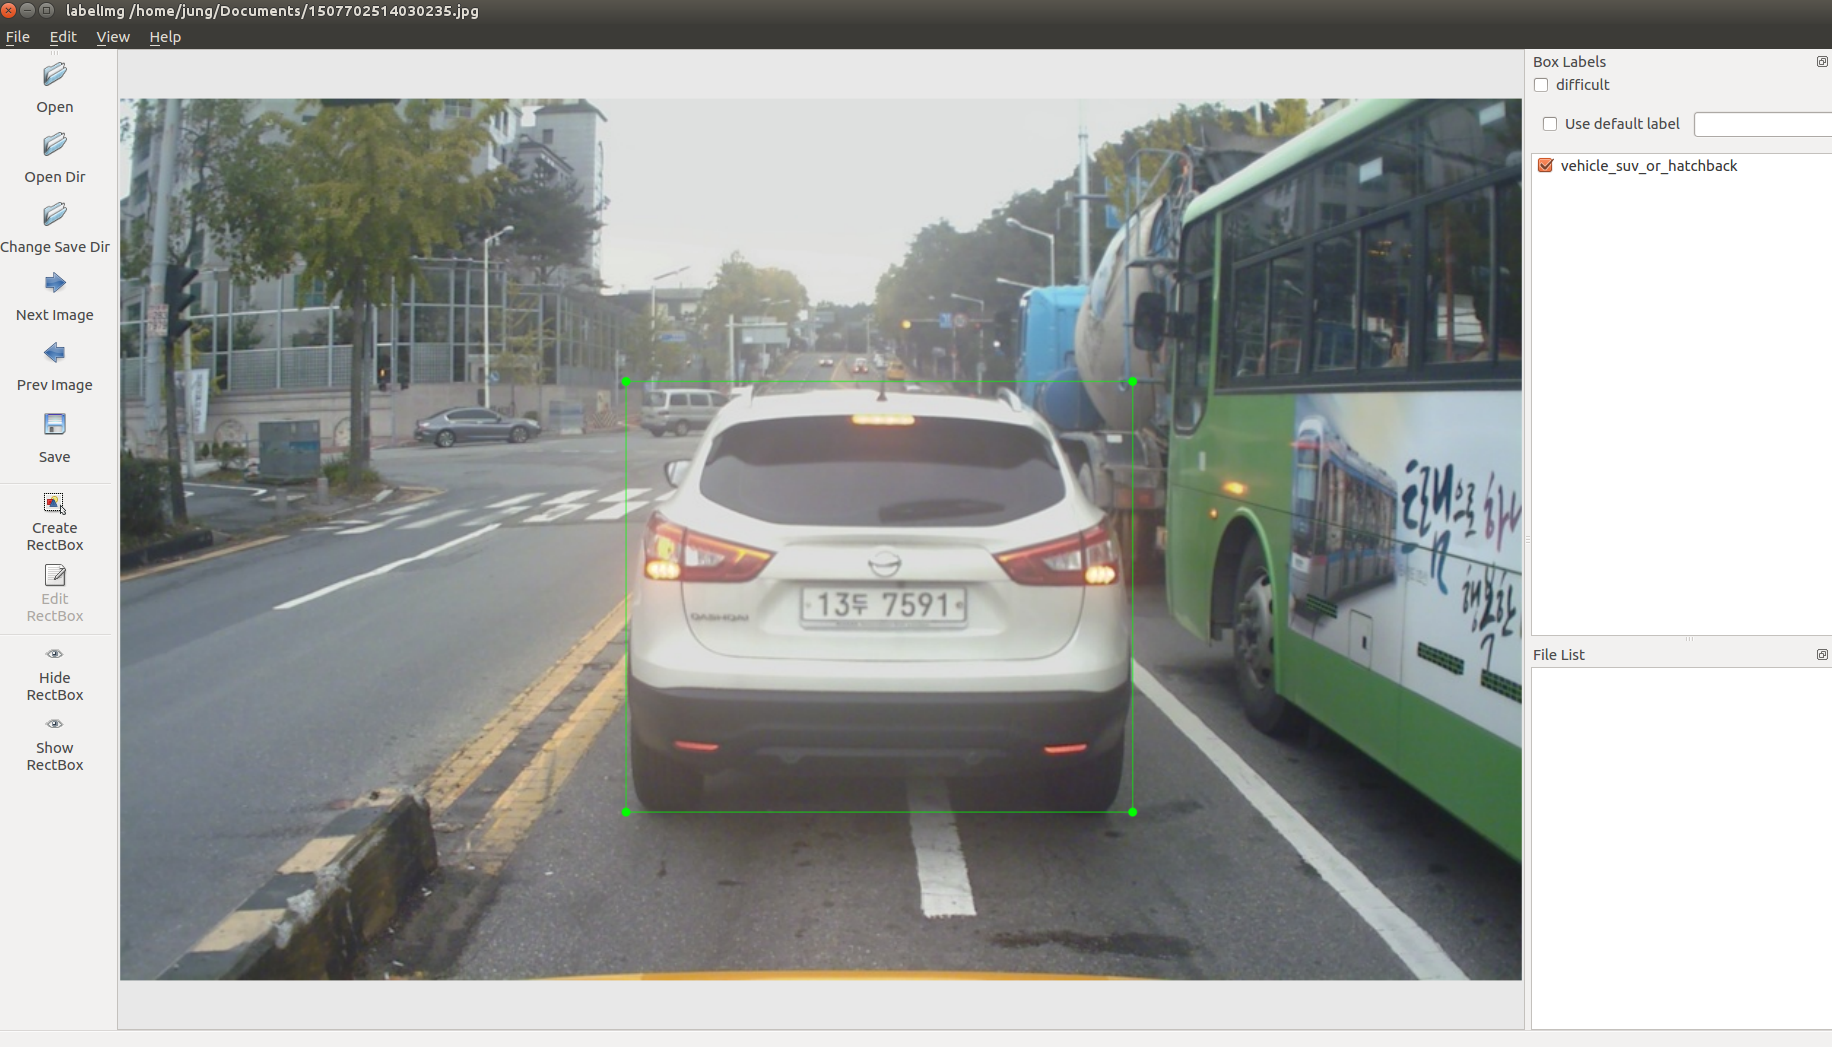 labelImg /home/jung/Documents/1507702514030235.jpg
File Edit View Help
Open
Open Dir
Change Save Dir
Next Image
Prev Image
Save
Create
RectBox
Edit
RectBox
Hide
RectBox
Show
RectBox
Box Labels
difficult
Use default label
vehicle_suv_or_hatchback
File List
13두 7591
QASHQAI